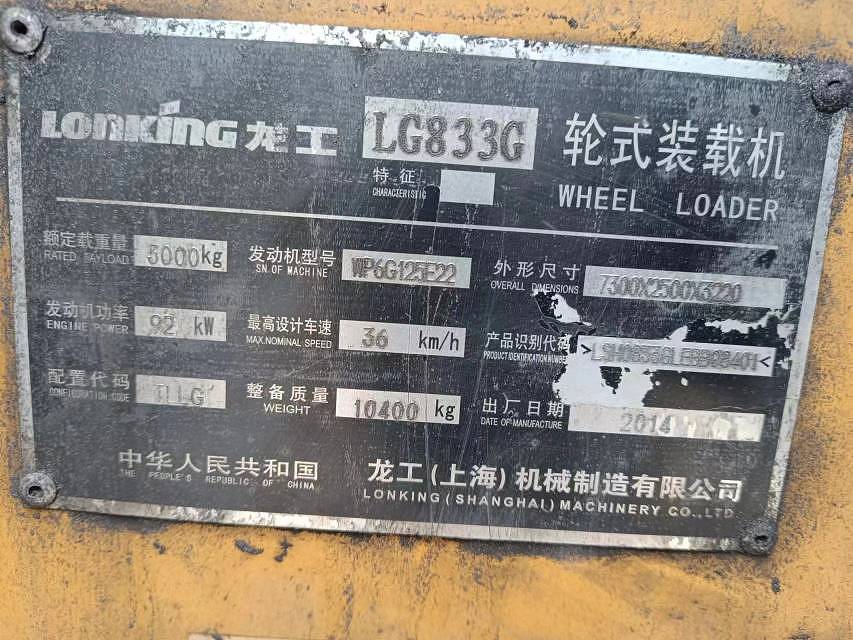 LONKING 龙工 LG833G 轮式装载机
特征
CHARACTERISTIC
WHEEL LOADER
额定载重量 3000kg 发动机型号 WP6G125E22 外形尺寸 7300X2500X3220
RATED PAYLOAD SN.OF MACHINE OVERALL DIMENSIONS
发动机功率 92 kW 最高设计车速 36 km/h 产品识别代码
ENGINE POWER MAX.NOMINAL SPEED PRODUCT IDENTIFICATION NUMBER
配置代码 整备质量 10400 kg 出厂日期 2014
CONFIGURATION CODE WEIGHT DATE OF MANUFACTURE
中华人民共和国 龙工(上海)机械制造有限公司
THE PEOPLE'S REPUBLIC OF CHINA LONKING(SHANGHAI)MACHINERY CO.,LTD